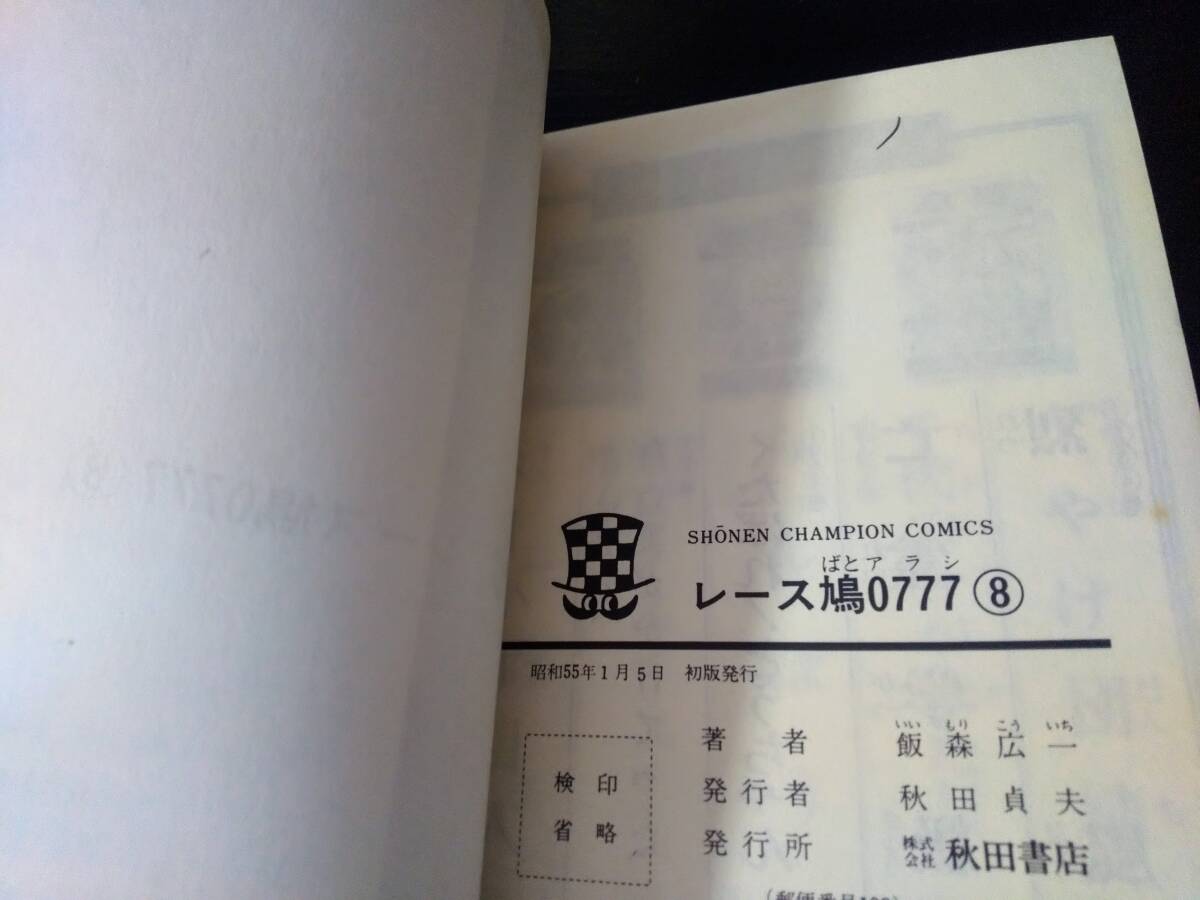 SHŌNEN CHAMPION COMICS
ばとアラシ
レース鳩0777⑧
昭和55年1月5日 初版発行
検印
省略
いい もり こう いち
著者 飯森広一
発行者 秋田貞夫
発行所 株式会社 秋田書店